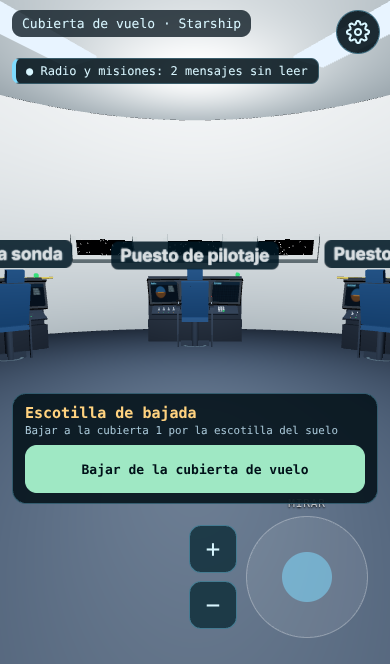 Cubierta de vuelo · Starship
● Radio y misiones: 2 mensajes sin leer
a sonda
Puesto de pilotaje
Puesto
Escotilla de bajada
Bajar a la cubierta 1 por la escotilla del suelo
Bajar de la cubierta de vuelo
MIRAR
+
−